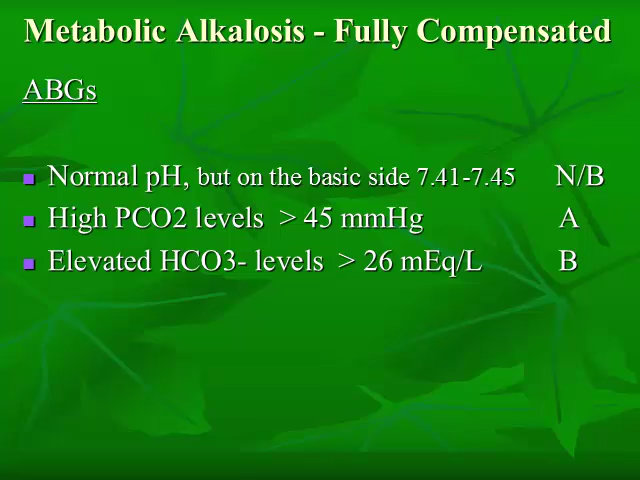 Metabolic Alkalosis - Fully Compensated
ABGs
Normal pH, but on the basic side 7.41-7.45 N/B
High PCO2 levels > 45 mmHg A
Elevated HCO3- levels > 26 mEq/L B